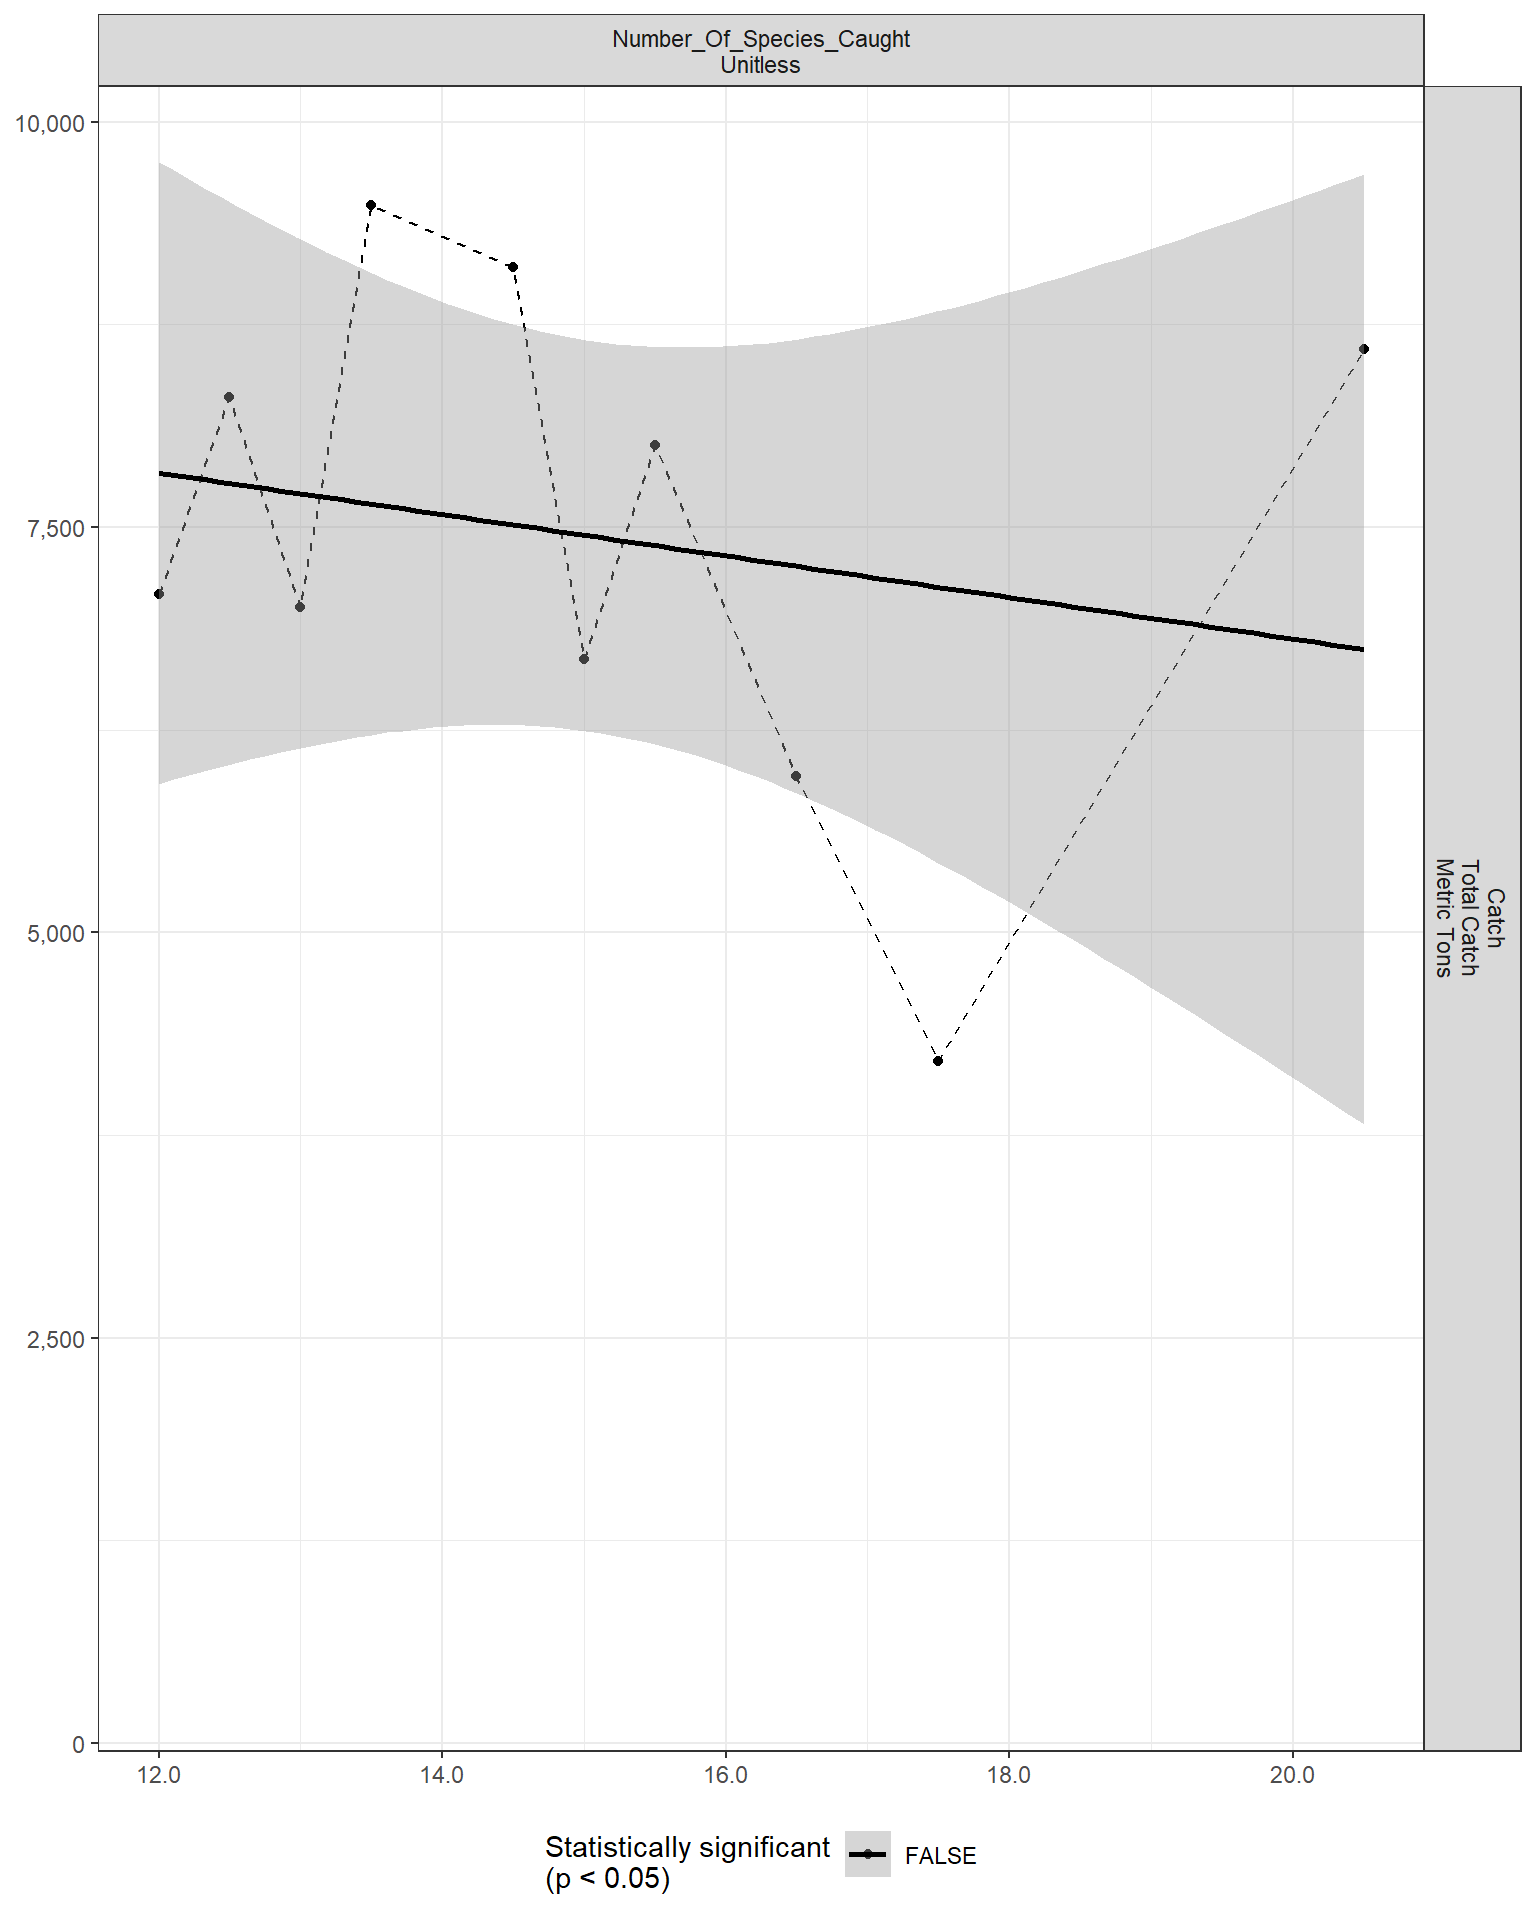 Number_Of_Species_Caught
Unitless
10,000
7,500
5,000
2,500
0
Catch
Total Catch
Metric Tons
12.0
14.0
16.0
18.0
20.0
Statistically significant
(p < 0.05)
FALSE